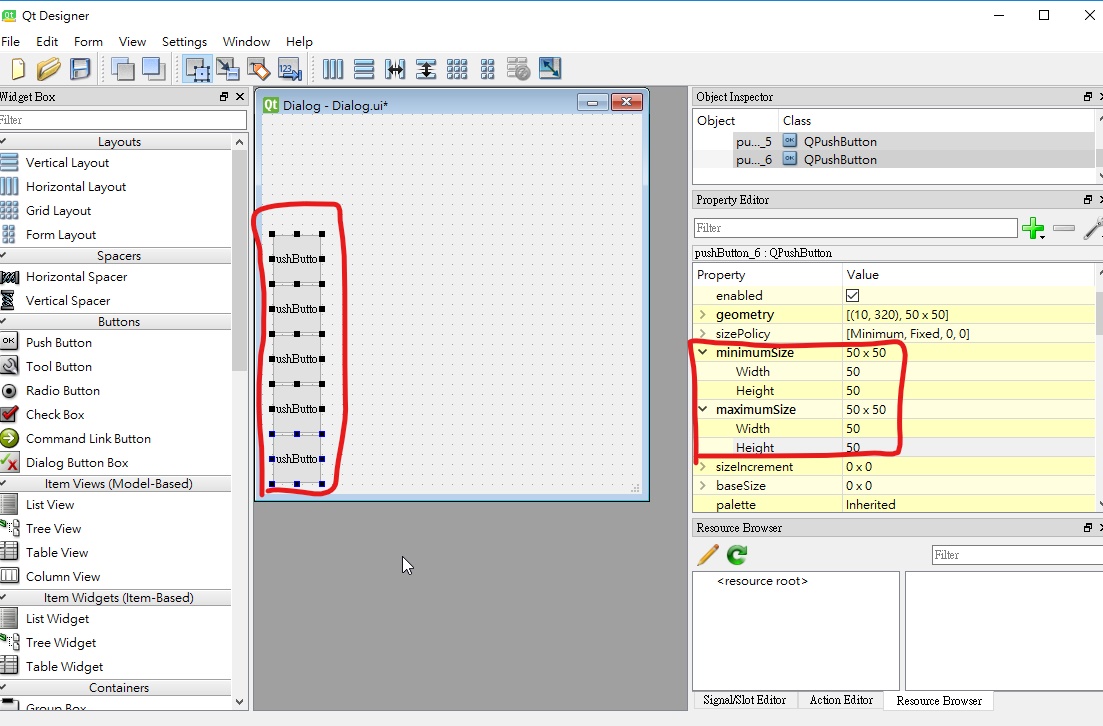 Qt Designer
File Edit Form View Settings Window Help
Widget Box
Filter
Layouts
Vertical Layout
Horizontal Layout
Grid Layout
Form Layout
Spacers
Horizontal Spacer
Vertical Spacer
Buttons
OK Push Button
Tool Button
Radio Button
Check Box
Command Link Button
Dialog Button Box
Item Views (Model-Based)
List View
Tree View
Table View
Column View
Item Widgets (Item-Based)
List Widget
Tree Widget
Table Widget
Containers
Group Box
Qt Dialog - Dialog.ui*
ushButto
ushButto
ushButto
ushButto
ushButto
Object Inspector
Object Class
pu..._5 OK QPushButton
pu..._6 OK QPushButton
Property Editor
Filter
pushButton_6 : QPushButton
Property Value
enabled
geometry [(10, 320), 50 x 50]
sizePolicy [Minimum, Fixed, 0, 0]
minimumSize 50 x 50
Width 50
Height 50
maximumSize 50 x 50
Width 50
Height 50
sizeIncrement 0 x 0
baseSize 0 x 0
palette Inherited
Resource Browser
Filter
<resource root>
Signal/Slot Editor Action Editor Resource Browser